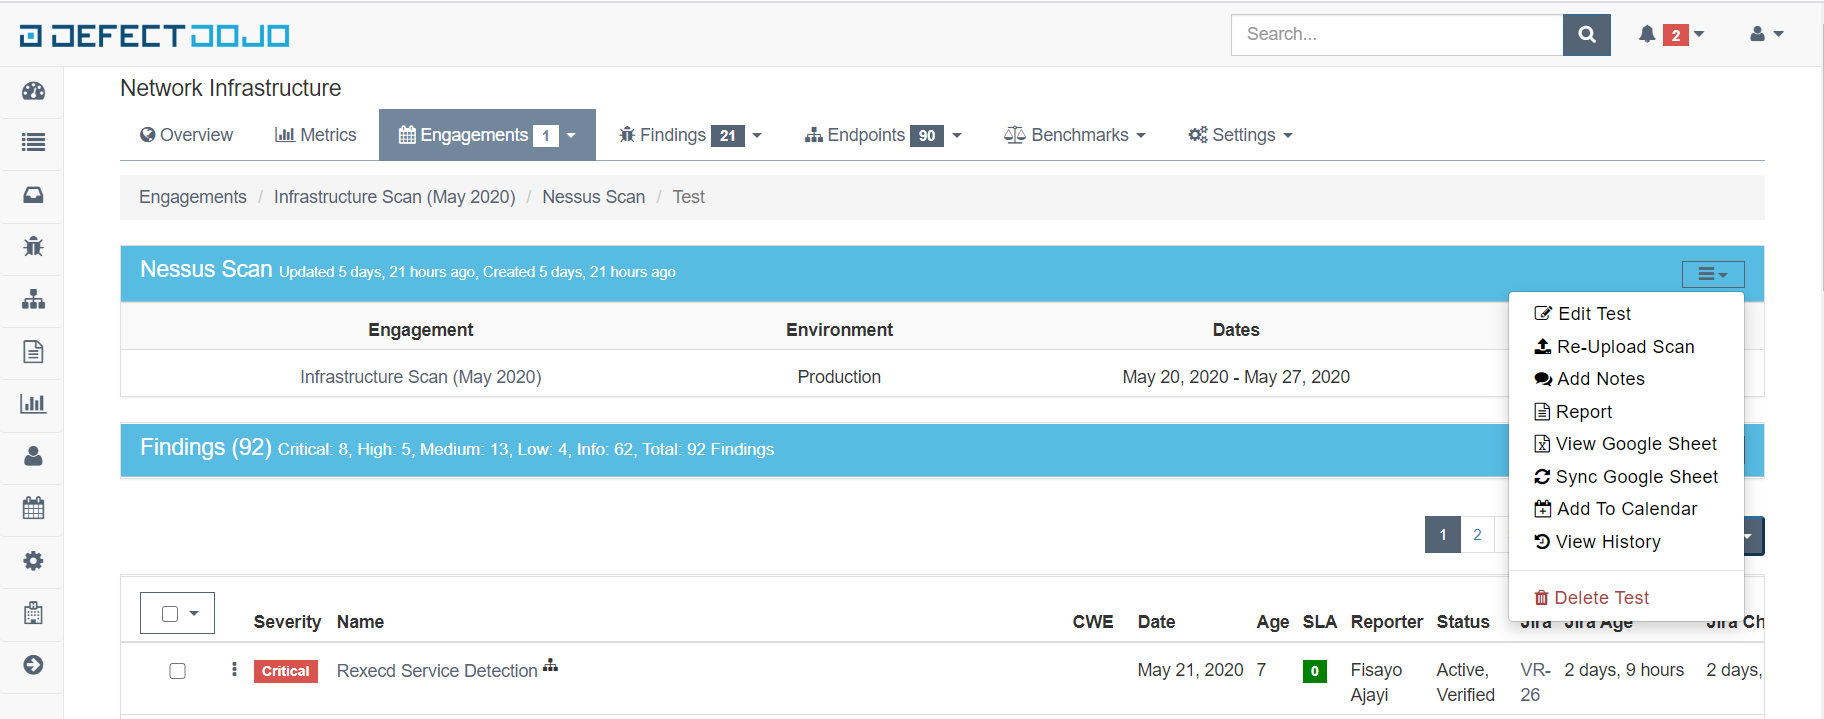 DEFECTDOJO
Search...
2
Network Infrastructure
Overview Metrics Engagements 1 Findings 21 Endpoints 90 Benchmarks Settings
Engagements / Infrastructure Scan (May 2020) / Nessus Scan / Test
Nessus Scan Updated 5 days, 21 hours ago, Created 5 days, 21 hours ago
Engagement Environment Dates
Infrastructure Scan (May 2020) Production May 20, 2020 - May 27, 2020
Edit Test
Re-Upload Scan
Add Notes
Report
View Google Sheet
Sync Google Sheet
Add To Calendar
View History
Delete Test
Findings (92) Critical: 8, High: 5, Medium: 13, Low: 4, Info: 62, Total: 92 Findings
1 2
Severity Name CWE Date Age SLA Reporter Status Jira Jira Age Jira Ch
Critical Rexecd Service Detection May 21, 2020 7 0 Fisayo Active, VR- 2 days, 9 hours 2 days,
Ajayi Verified 26